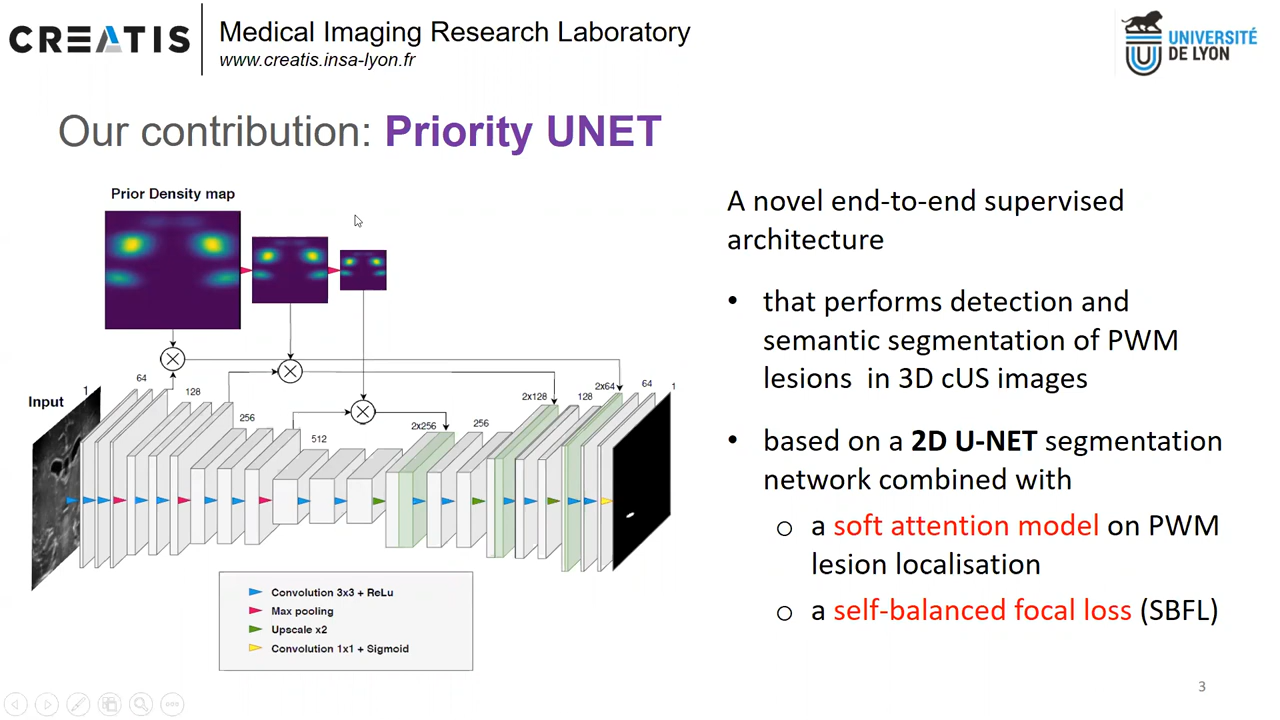 CREATIS
Medical Imaging Research Laboratory
www.creatis.insa-lyon.fr
UNIVERSITÉ
DE LYON
Our contribution: Priority UNET
Prior Density map
Input
1
64
128
256
512
2x256
256
2x128
128
2x64
64
1
Convolution 3x3 + ReLu
Max pooling
Upscale x2
Convolution 1x1 + Sigmoid
A novel end-to-end supervised
architecture
• that performs detection and
semantic segmentation of PWM
lesions in 3D cUS images
• based on a 2D U-NET segmentation
network combined with
o a soft attention model on PWM
lesion localisation
o a self-balanced focal loss (SBFL)
3